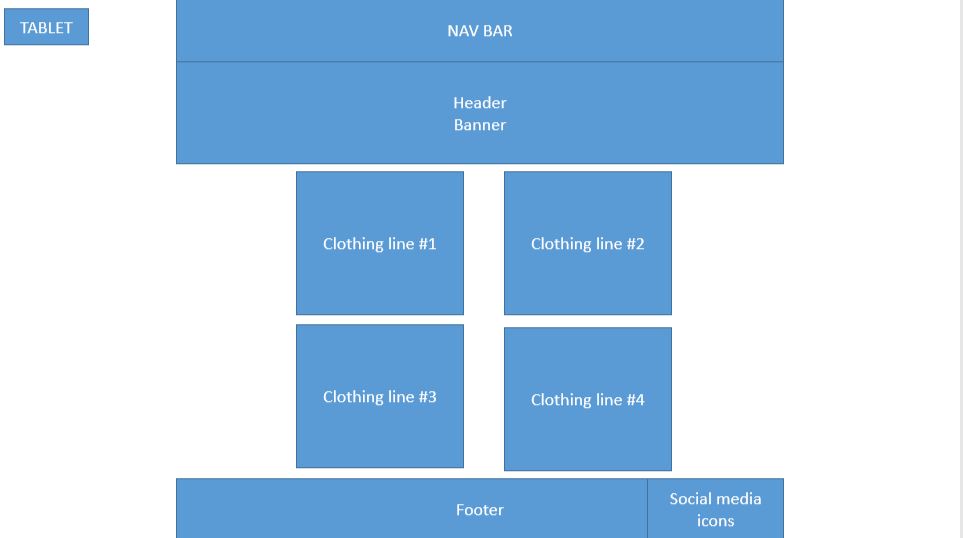 TABLET
NAV BAR
Header
Banner
Clothing line #1
Clothing line #2
Clothing line #3
Clothing line #4
Footer
Social media
icons